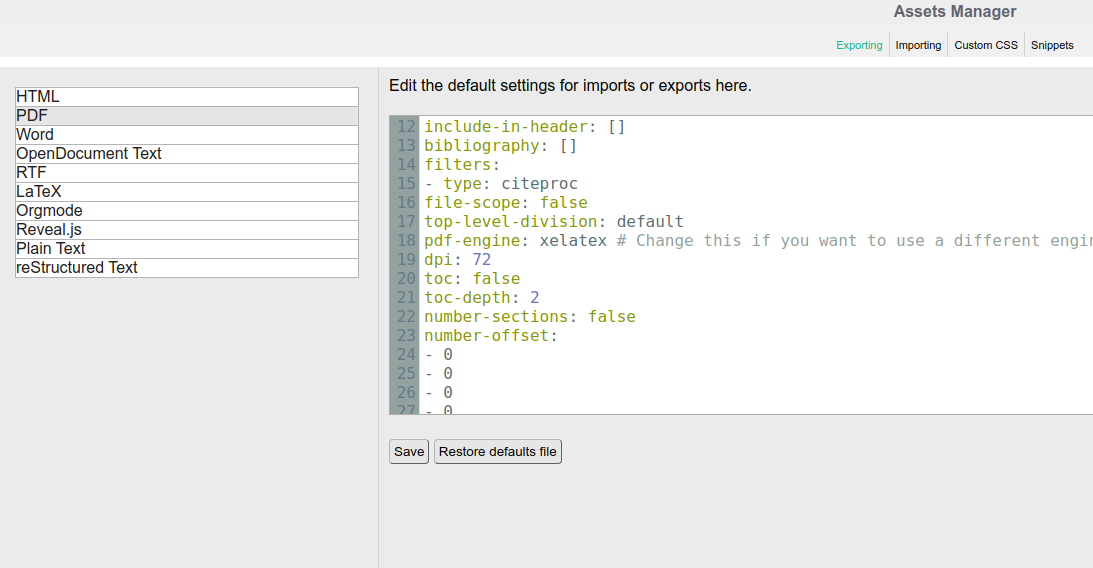 Assets Manager
Exporting Importing Custom CSS Snippets
HTML
PDF
Word
OpenDocument Text
RTF
LaTeX
Orgmode
Reveal.js
Plain Text
reStructured Text
Edit the default settings for imports or exports here.
12 include-in-header: []
13 bibliography: []
14 filters:
15 - type: citeproc
16 file-scope: false
17 top-level-division: default
18 pdf-engine: xelatex # Change this if you want to use a different
19 dpi: 72
20 toc: false
21 toc-depth: 2
22 number-sections: false
23 number-offset:
24 - 0
25 - 0
26 - 0
27 - 0
Save Restore defaults file